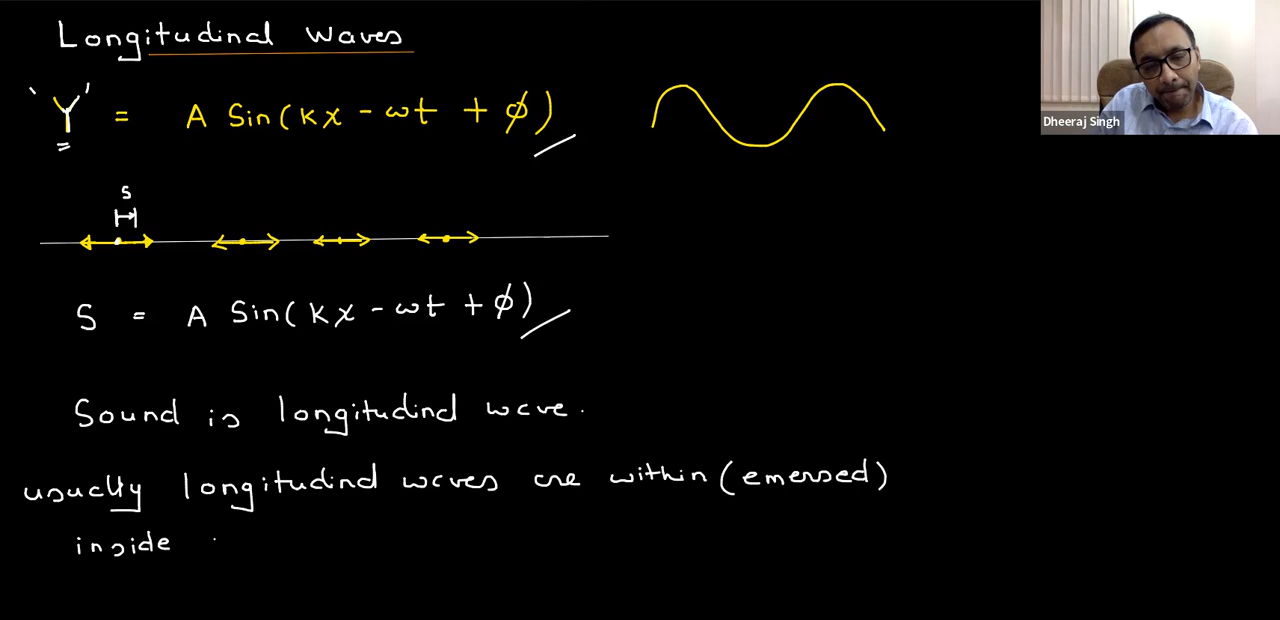 Longitudinal waves
'Y' = A Sin(kx - ωt + φ)
Dheeraj Singh
S
S = A Sin(kx - ωt + φ)
Sound is longitudinal wave.
usually longitudinal waves are within (emersed)
inside